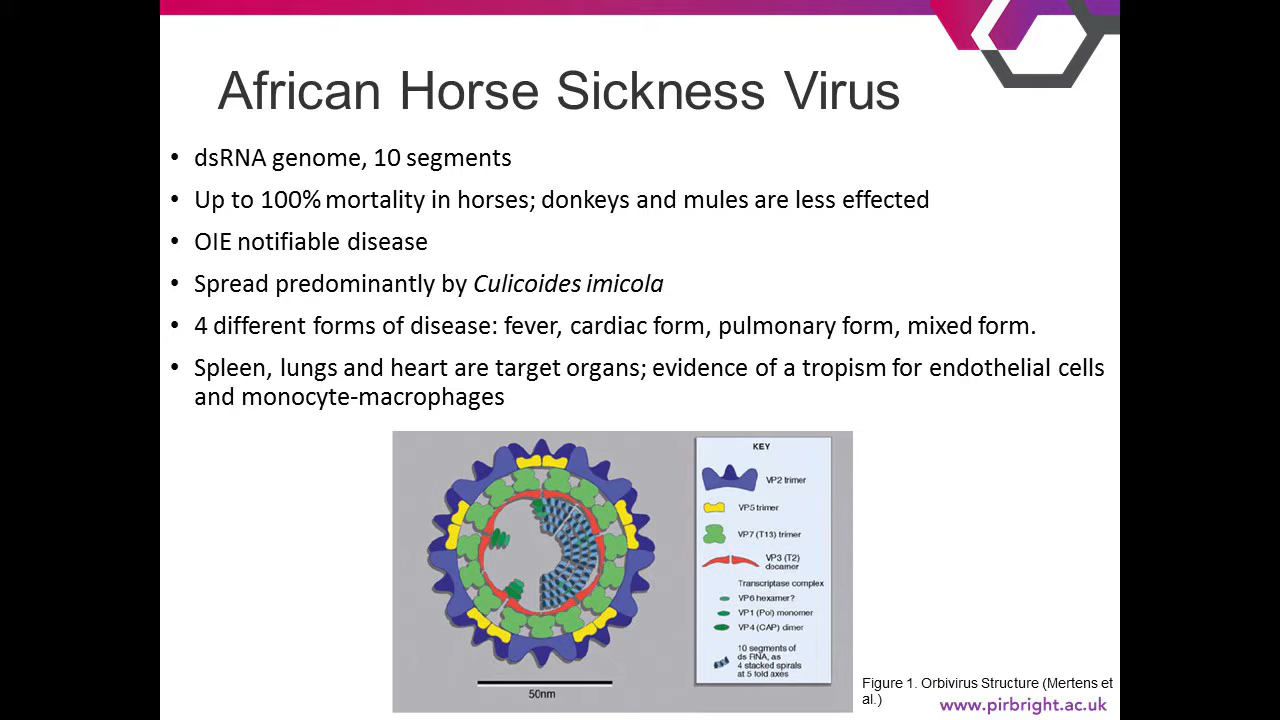 African Horse Sickness Virus
• dsRNA genome, 10 segments
• Up to 100% mortality in horses; donkeys and mules are less effected
• OIE notifiable disease
• Spread predominantly by Culicoides imicola
• 4 different forms of disease: fever, cardiac form, pulmonary form, mixed form.
• Spleen, lungs and heart are target organs; evidence of a tropism for endothelial cells
and monocyte-macrophages
KEY
VP2 trimer
VP5 trimer
VP7 (T13) trimer
VP3 (T2)
decamer
Transcriptase complex
VP6 hexamer?
VP1 (Pol) monomer
VP4 (CAP) dimer
10 segments of
ds RNA, as
4 stacked spirals
at 5 fold axes
50nm
Figure 1. Orbivirus Structure (Mertens et
al.)
www.pirbright.ac.uk